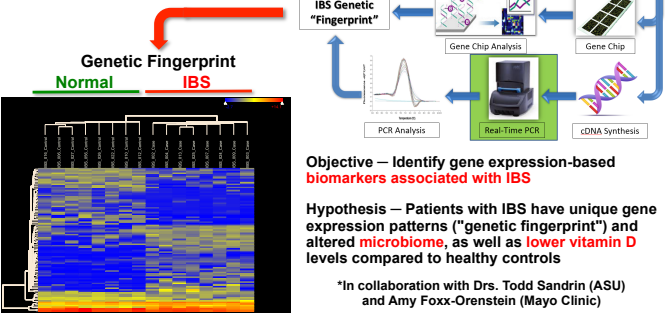 IBS Genetic
“Fingerprint”
Gene Chip Analysis
Gene Chip
Genetic Fingerprint
Normal
IBS
PCR Analysis
Real-Time PCR
cDNA Synthesis
Objective — Identify gene expression-based
biomarkers associated with IBS
Hypothesis — Patients with IBS have unique gene
expression patterns ("genetic fingerprint") and
altered microbiome, as well as lower vitamin D
levels compared to healthy controls
*In collaboration with Drs. Todd Sandrin (ASU)
and Amy Foxx-Orenstein (Mayo Clinic)